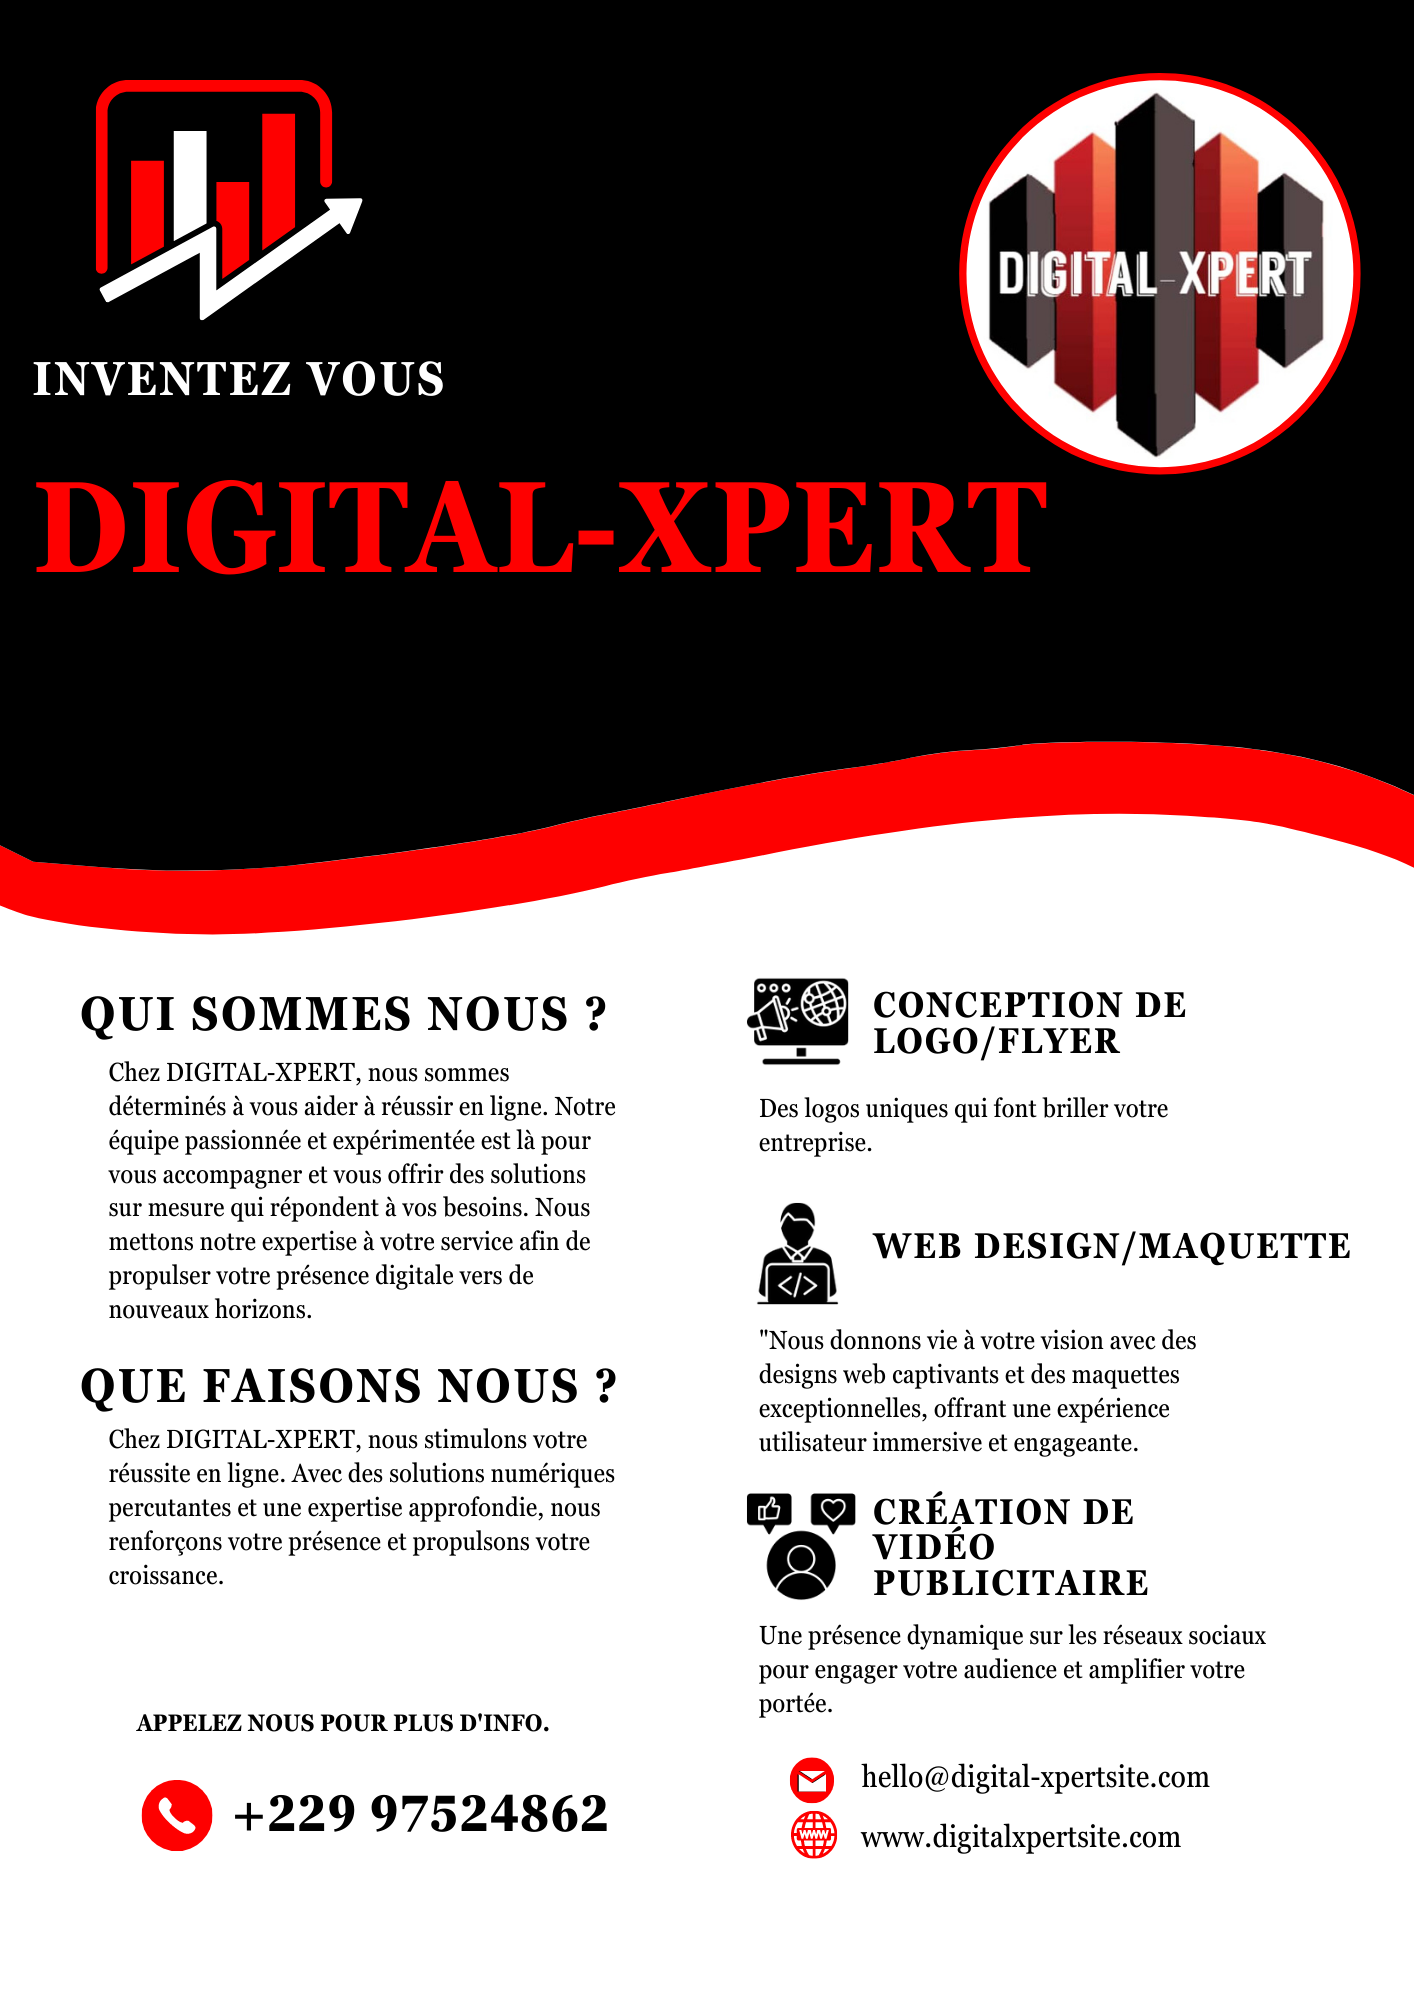 DIGITAL-XPERT
INVENTEZ VOUS
DIGITAL-XPERT
QUI SOMMES NOUS ?
Chez DIGITAL-XPERT, nous sommes
déterminés à vous aider à réussir en ligne. Notre
équipe passionnée et expérimentée est là pour
vous accompagner et vous offrir des solutions
sur mesure qui répondent à vos besoins. Nous
mettons notre expertise à votre service afin de
propulser votre présence digitale vers de
nouveaux horizons.
QUE FAISONS NOUS ?
Chez DIGITAL-XPERT, nous stimulons votre
réussite en ligne. Avec des solutions numériques
percutantes et une expertise approfondie, nous
renforçons votre présence et propulsons votre
croissance.
APPELEZ NOUS POUR PLUS D'INFO.
+229 97524862
CONCEPTION DE
LOGO/FLYER
Des logos uniques qui font briller votre
entreprise.
</>
WEB DESIGN/MAQUETTE
"Nous donnons vie à votre vision avec des
designs web captivants et des maquettes
exceptionnelles, offrant une expérience
utilisateur immersive et engageante.
CRÉATION DE
VIDÉO
PUBLICITAIRE
Une présence dynamique sur les réseaux sociaux
pour engager votre audience et amplifier votre
portée.
hello@digital-xpertsite.com
WWW
www.digitalxpertsite.com